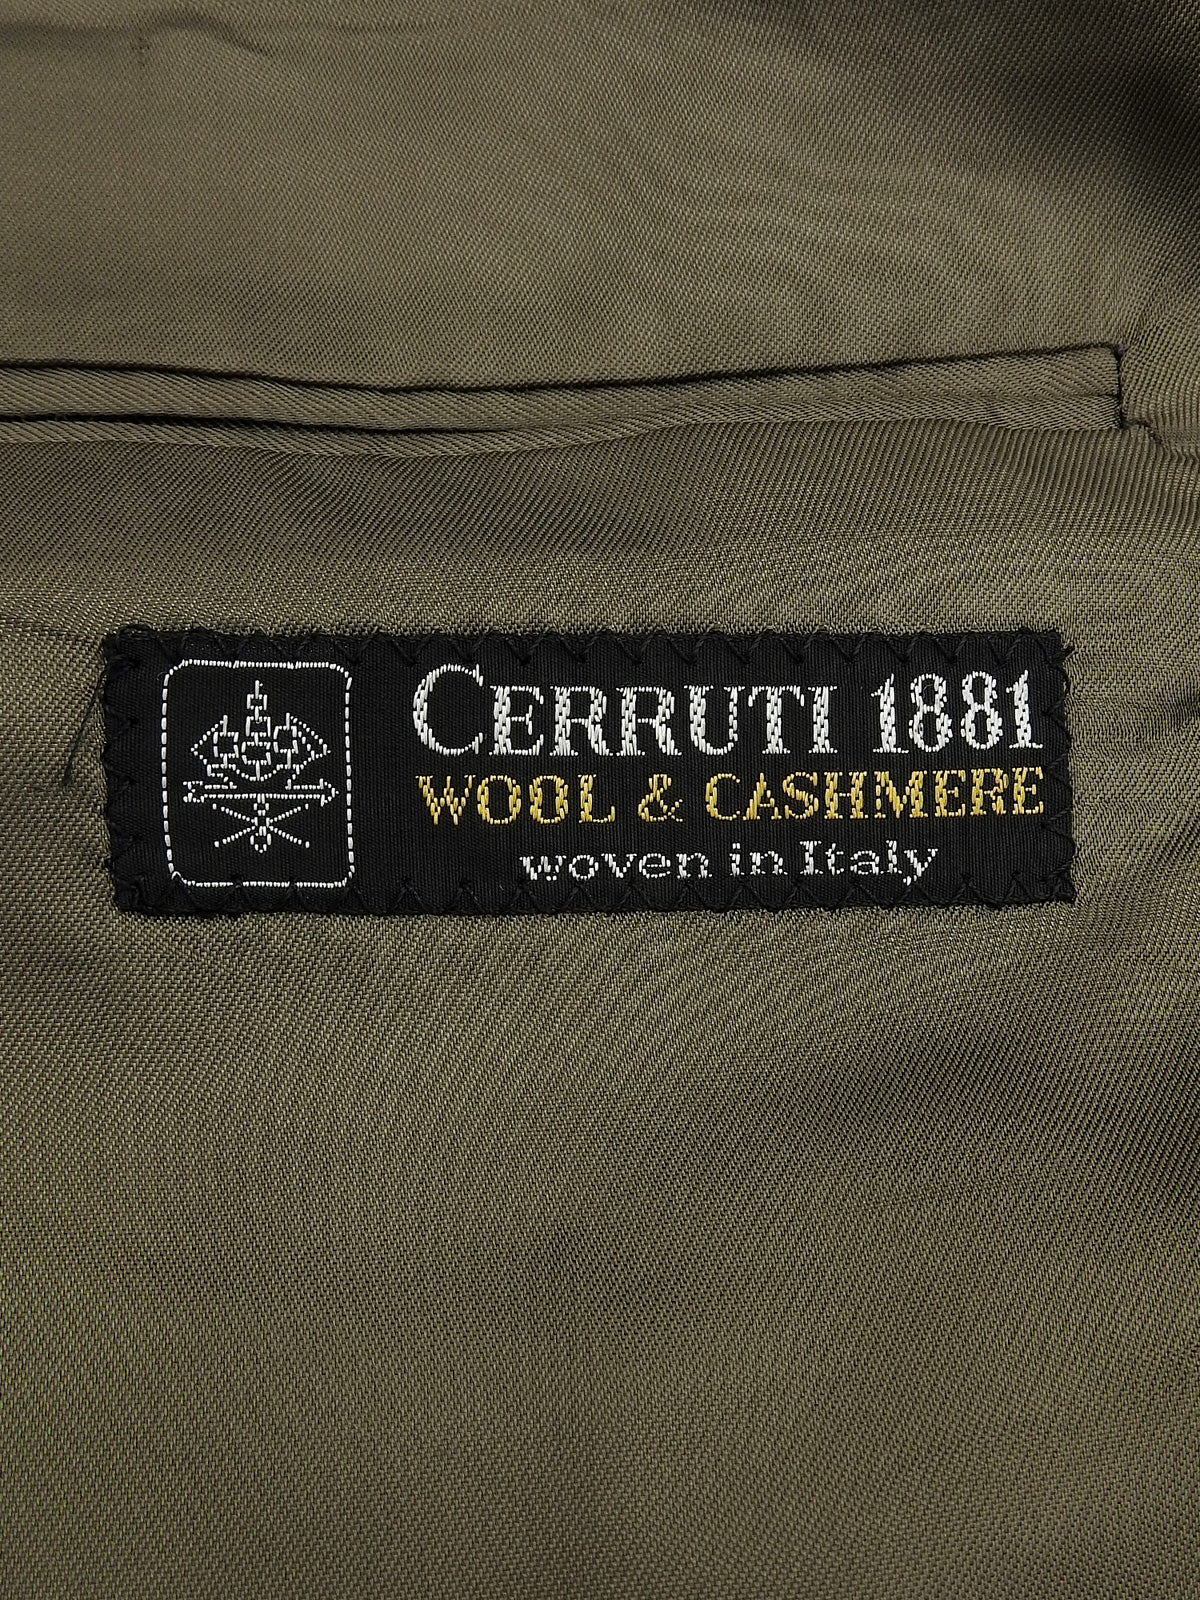 CERRUTI 1881
WOOL & CASHMERE
woven in Italy